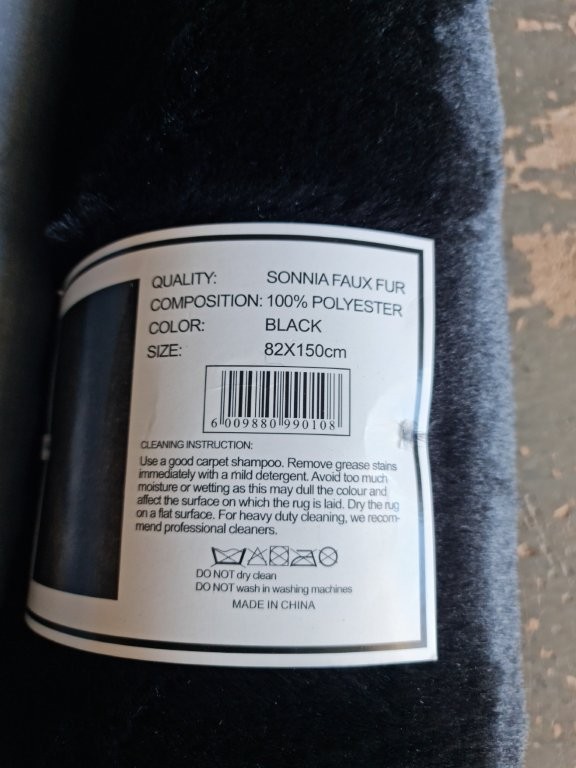 QUALITY: SONNIA FAUX FUR
COMPOSITION: 100% POLYESTER
COLOR: BLACK
SIZE: 82X150cm
6 009880 990108
CLEANING INSTRUCTION:
Use a good carpet shampoo. Remove grease stains
immediately with a mild detergent. Avoid too much
moisture or wetting as this may dull the colour and
affect the surface on which the rug is laid. Dry the rug
on a flat surface. For heavy duty cleaning, we recom-
mend professional cleaners.
DO NOT dry clean
DO NOT wash in washing machines
MADE IN CHINA